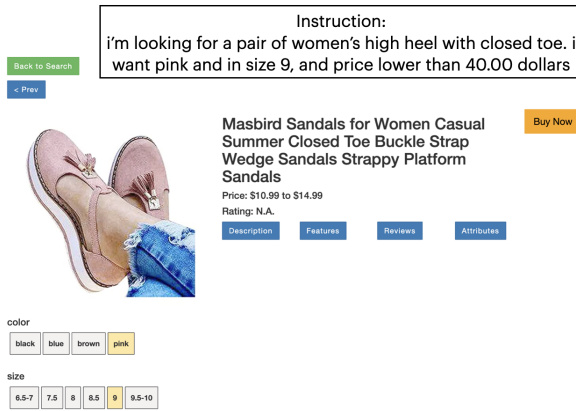 Instruction:
i'm looking for a pair of women's high heel with closed toe. i
want pink and in size 9, and price lower than 40.00 dollars
Back to Search
< Prev
Masbird Sandals for Women Casual
Summer Closed Toe Buckle Strap
Wedge Sandals Strappy Platform
Sandals
Buy Now
Price: $10.99 to $14.99
Rating: N.A.
Description Features Reviews Attributes
color
black blue brown pink
size
6.5-7 7.5 8 8.5 9 9.5-10